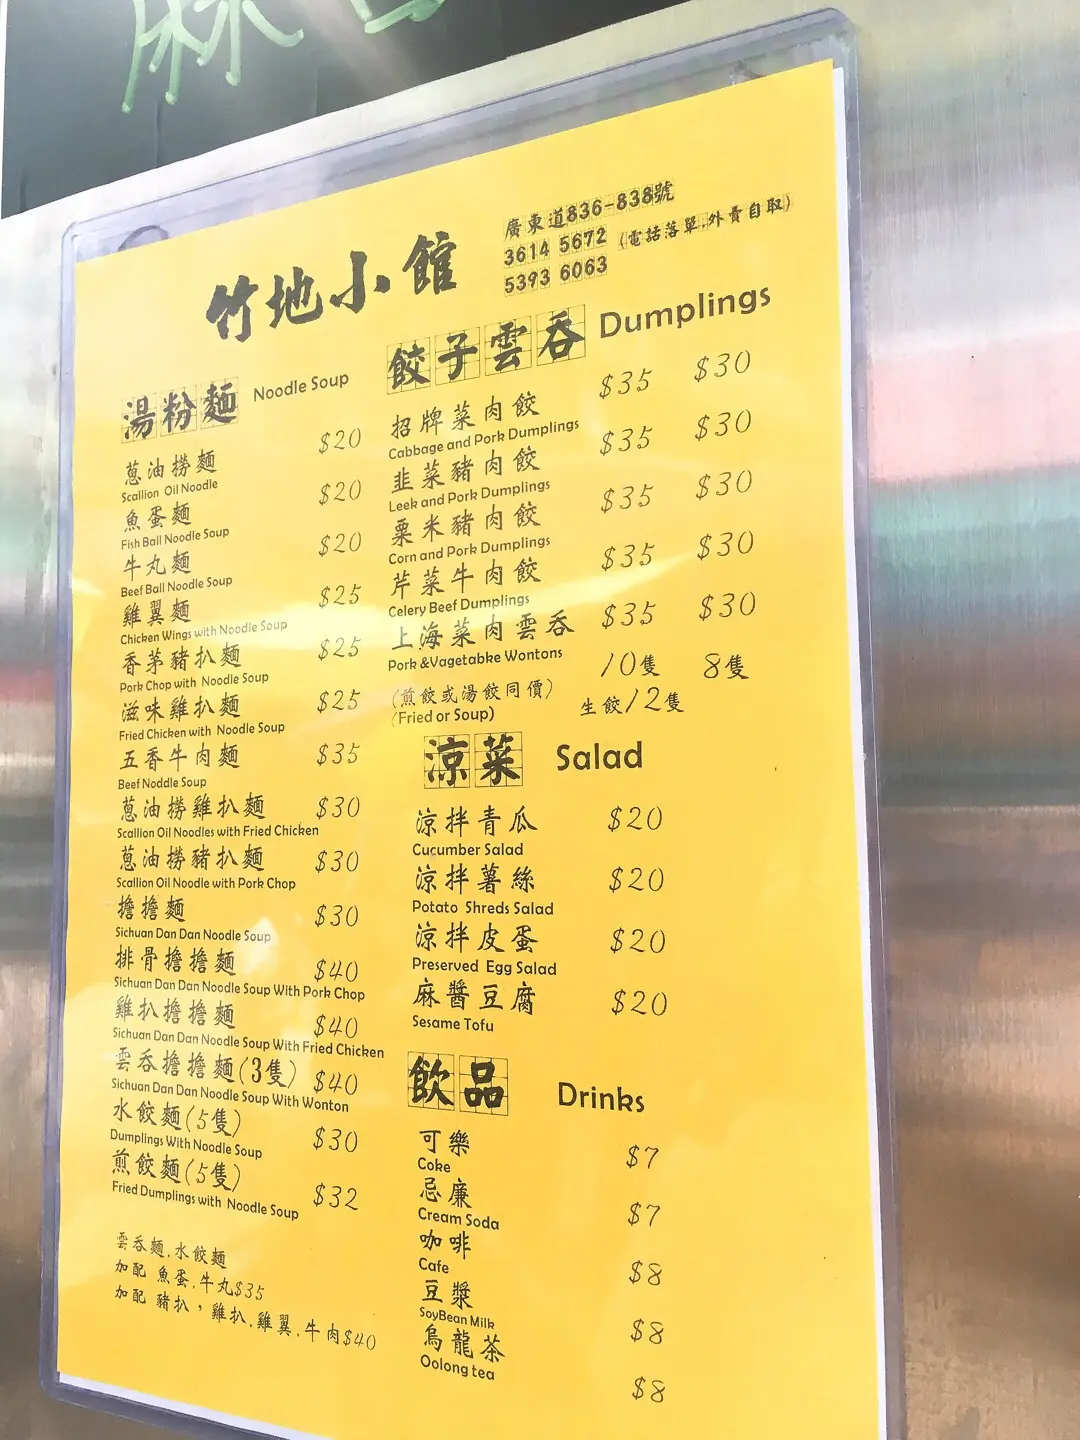 麻
竹地小館
廣東道836-838號
3614 5672 (電話落單,外賣自取)
5393 6063
湯粉麵 Noodle Soup
蔥油撈麵 $20
Scallion Oil Noodle
魚蛋麵 $20
Fish Ball Noodle Soup
牛丸麵 $20
Beef Ball Noodle Soup
雞翼麵 $25
Chicken Wings with Noodle Soup
香茅豬扒麵 $25
Pork Chop with Noodle Soup
滋味雞扒麵 $25
Fried Chicken with Noodle Soup
五香牛肉麵 $35
Beef Noddle Soup
蔥油撈雞扒麵 $30
Scallion Oil Noodles with Fried Chicken
蔥油撈豬扒麵 $30
Scallion Oil Noodle with Pork Chop
擔擔麵 $30
Sichuan Dan Dan Noodle Soup
排骨擔擔麵 $40
Sichuan Dan Dan Noodle Soup With Pork Chop
雞扒擔擔麵 $40
Sichuan Dan Dan Noodle Soup With Fried Chicken
雲吞擔擔麵(3隻) $40
Sichuan Dan Dan Noodle Soup With Wonton
水餃麵(5隻) $30
Dumplings With Noodle Soup
煎餃麵(5隻) $32
Fried Dumplings with Noodle Soup
雲吞麵,水餃麵
加配 魚蛋,牛丸$35
加配 豬扒,雞扒,雞翼,牛肉$40
餃子雲吞 Dumplings
招牌菜肉餃 $35 $30
Cabbage and Pork Dumplings
韭菜豬肉餃 $35 $30
Leek and Pork Dumplings
粟米豬肉餃 $35 $30
Corn and Pork Dumplings
芹菜牛肉餃 $35 $30
Celery Beef Dumplings
上海菜肉雲吞 $35 $30
Pork &Vagetabke Wontons
10隻 8隻
(煎餃或湯餃同價) 生餃12隻
(Fried or Soup)
涼菜 Salad
涼拌青瓜 $20
Cucumber Salad
涼拌薯絲 $20
Potato Shreds Salad
涼拌皮蛋 $20
Preserved Egg Salad
麻醬豆腐 $20
Sesame Tofu
飲品 Drinks
可樂 $7
Coke
忌廉 $7
Cream Soda
咖啡 $8
Cafe
豆漿 $8
SoyBean Milk
烏龍茶 $8
Oolong tea